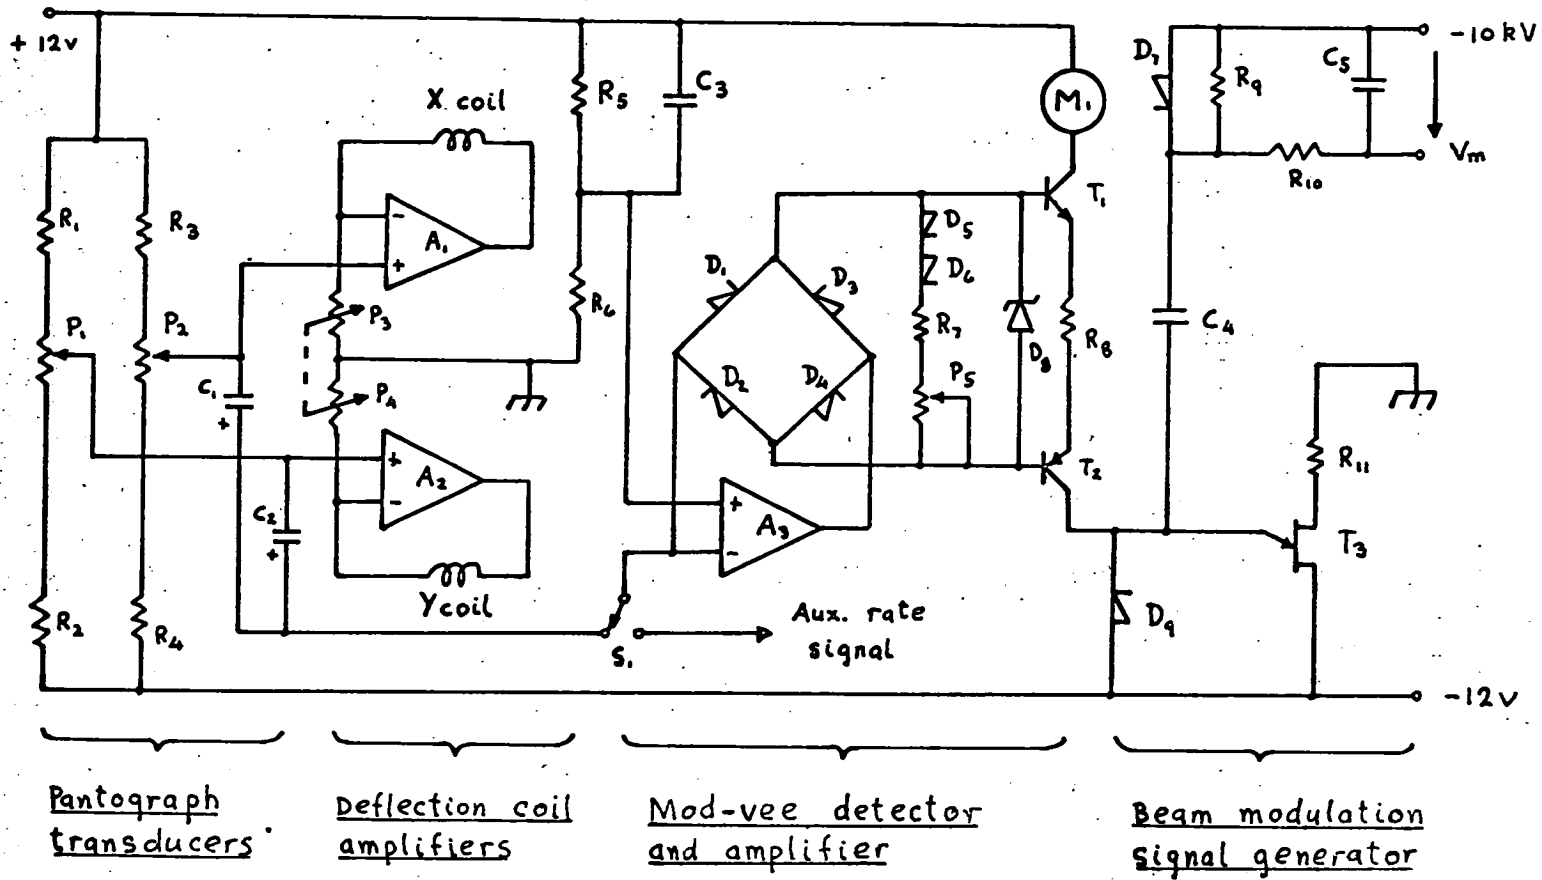 + 12v
R1
P1
R2
R3
P2
R4
C1
+
C2
+
X coil
A1
-
+
P3
P4
+
A2
-
Y coil
R5
C3
R6
D1
D3
D2
D4
A3
+
-
S1
Aux. rate
signal
D5
D6
R7
P5
D8
M1
T1
R8
T2
D7
R9
C5
R10
-10kV
Vm
C4
R11
T3
D9
-12v
Pantograph
transducers
Deflection coil
amplifiers
Mod-vee detector
and amplifier
Beam modulation
signal generator